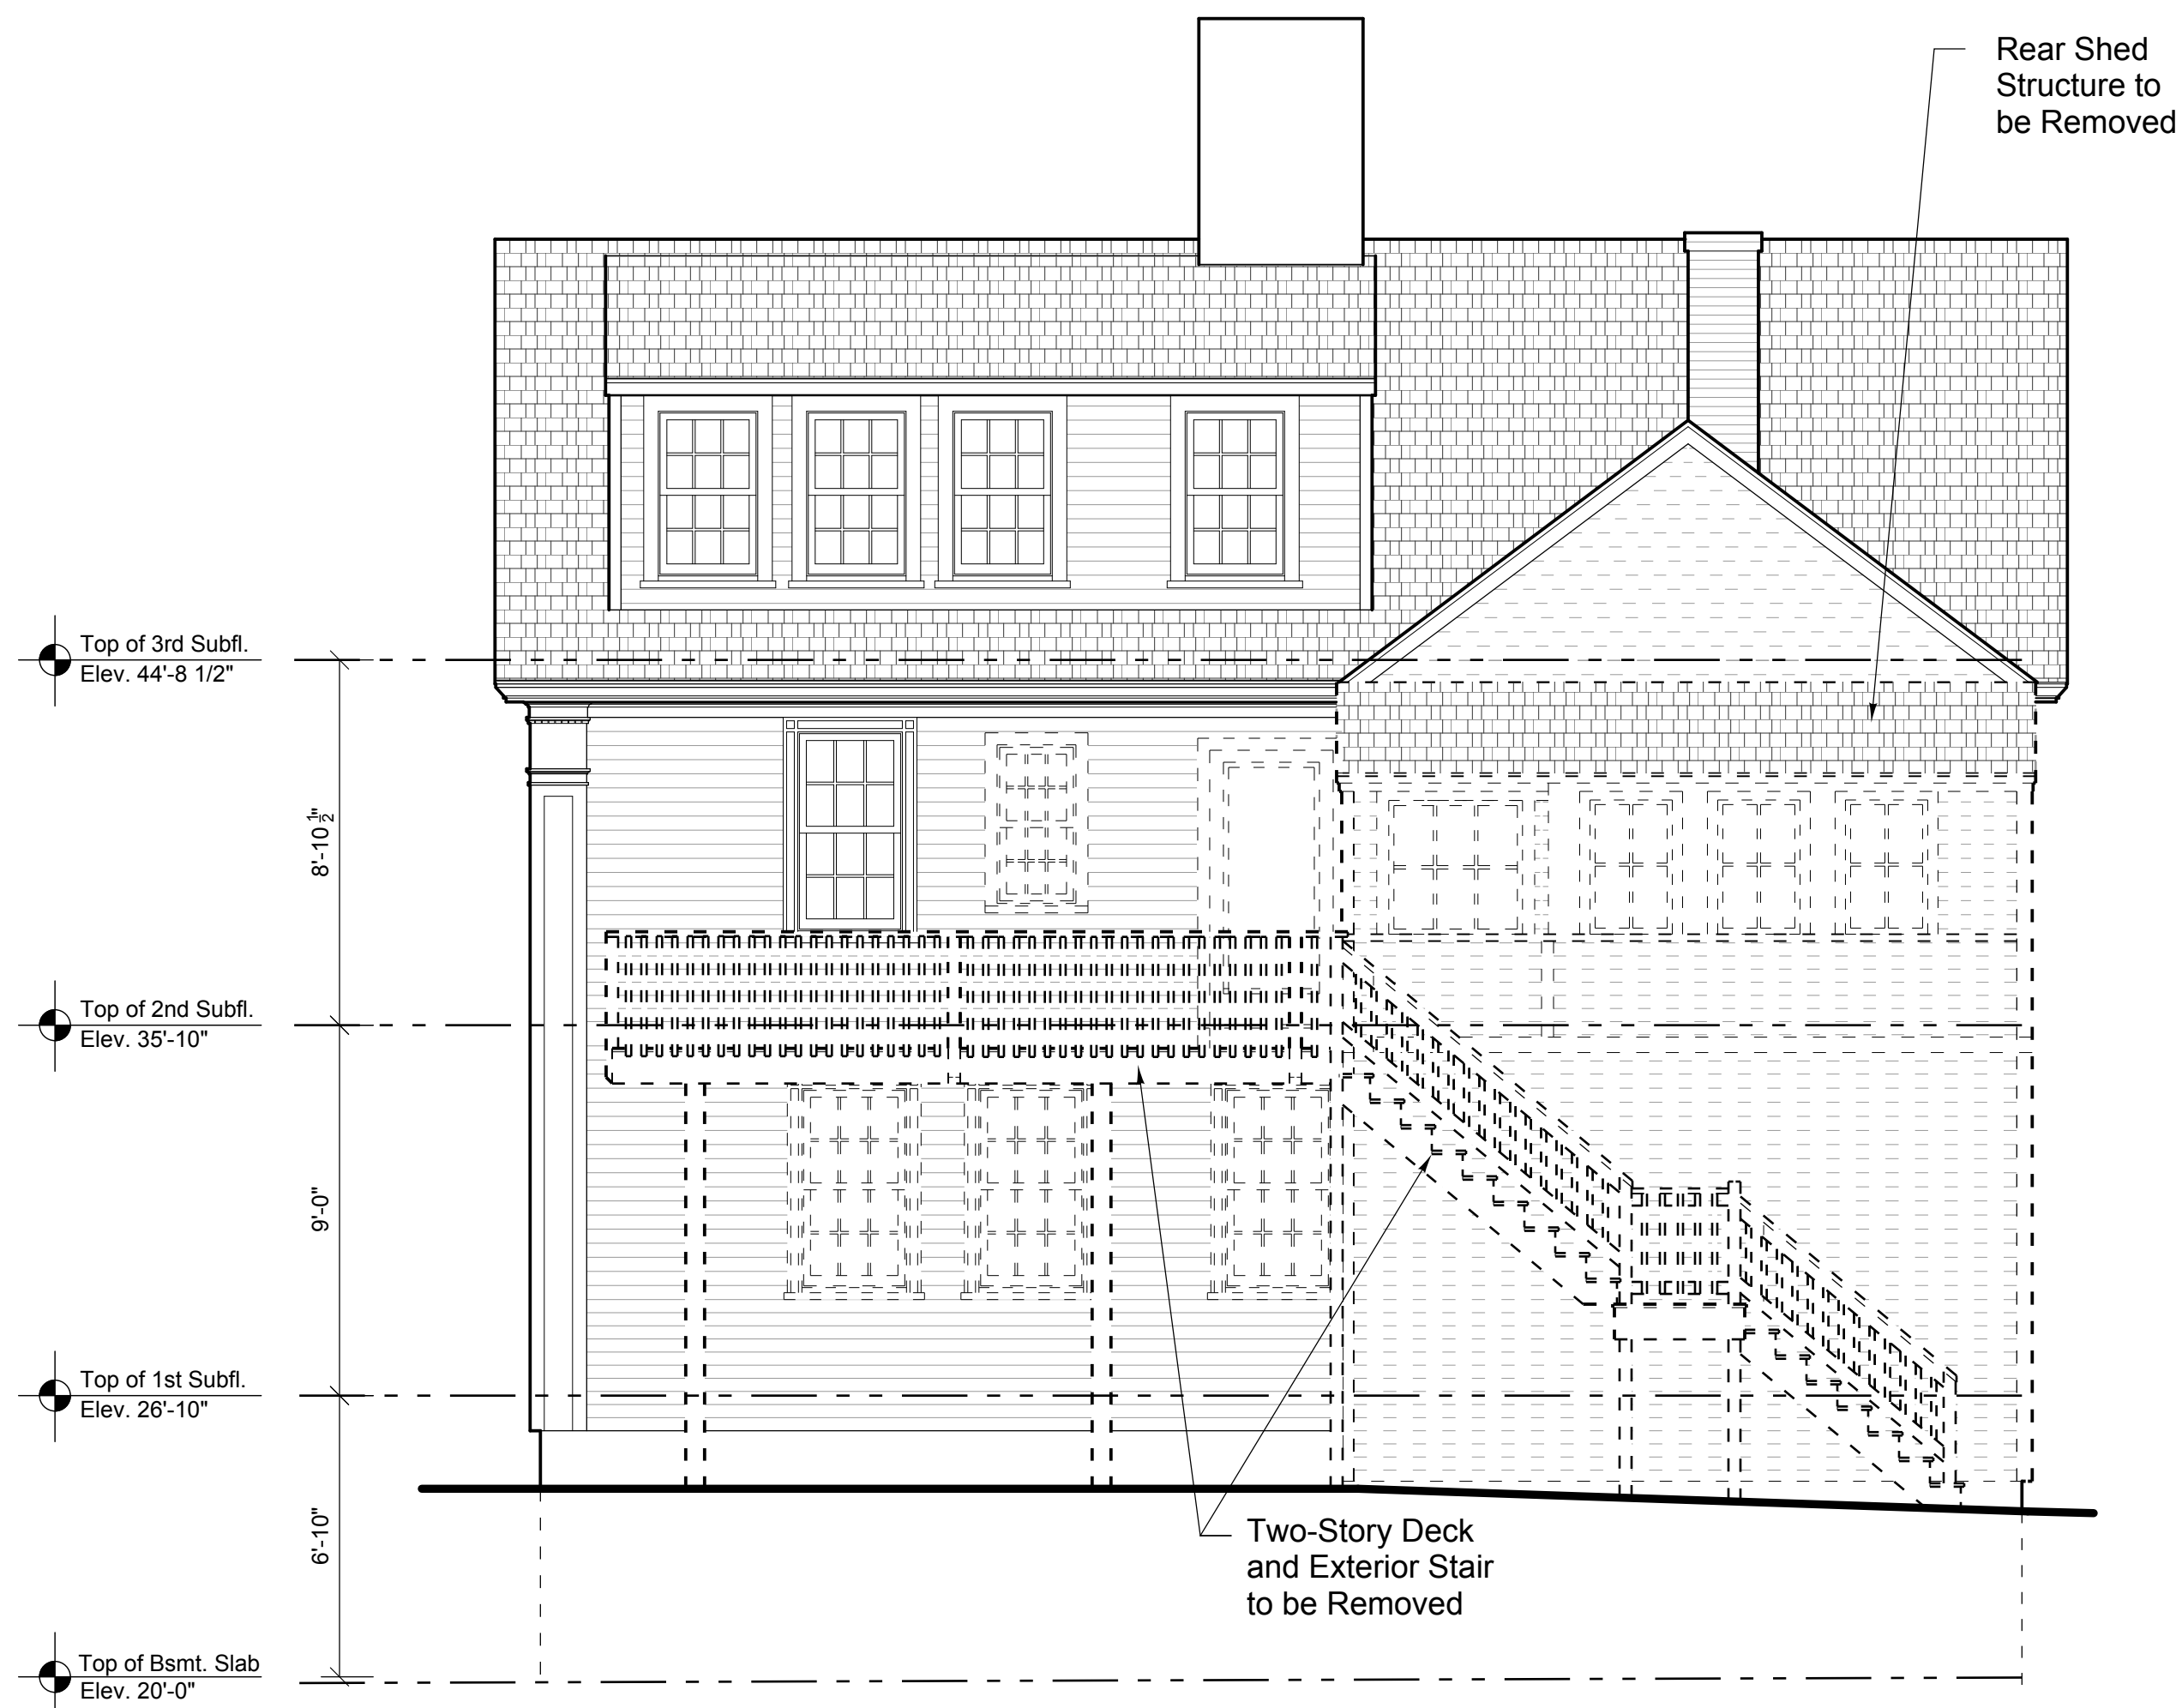 Rear Shed
Structure to
be Removed
Top of 3rd Subfl.
Elev. 44'-8 1/2"
8'-10 1/2"
Top of 2nd Subfl.
Elev. 35'-10"
9'-0"
Top of 1st Subfl.
Elev. 26'-10"
6'-10"
Two-Story Deck
and Exterior Stair
to be Removed
Top of Bsmt. Slab
Elev. 20'-0"